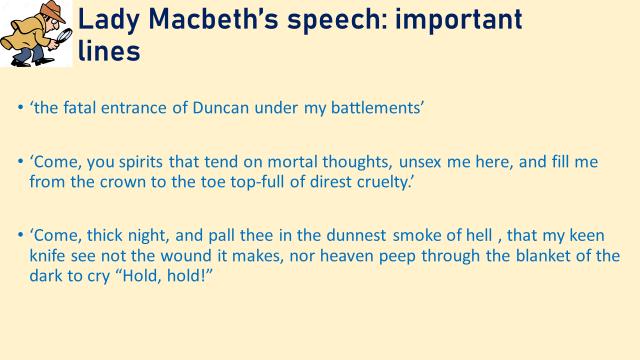 Lady Macbeth’s speech: important
lines
• ‘the fatal entrance of Duncan under my battlements’
• ‘Come, you spirits that tend on mortal thoughts, unsex me here, and fill me
from the crown to the toe top-full of direst cruelty.’
• ‘Come, thick night, and pall thee in the dunnest smoke of hell , that my keen
knife see not the wound it makes, nor heaven peep through the blanket of the
dark to cry “Hold, hold!”